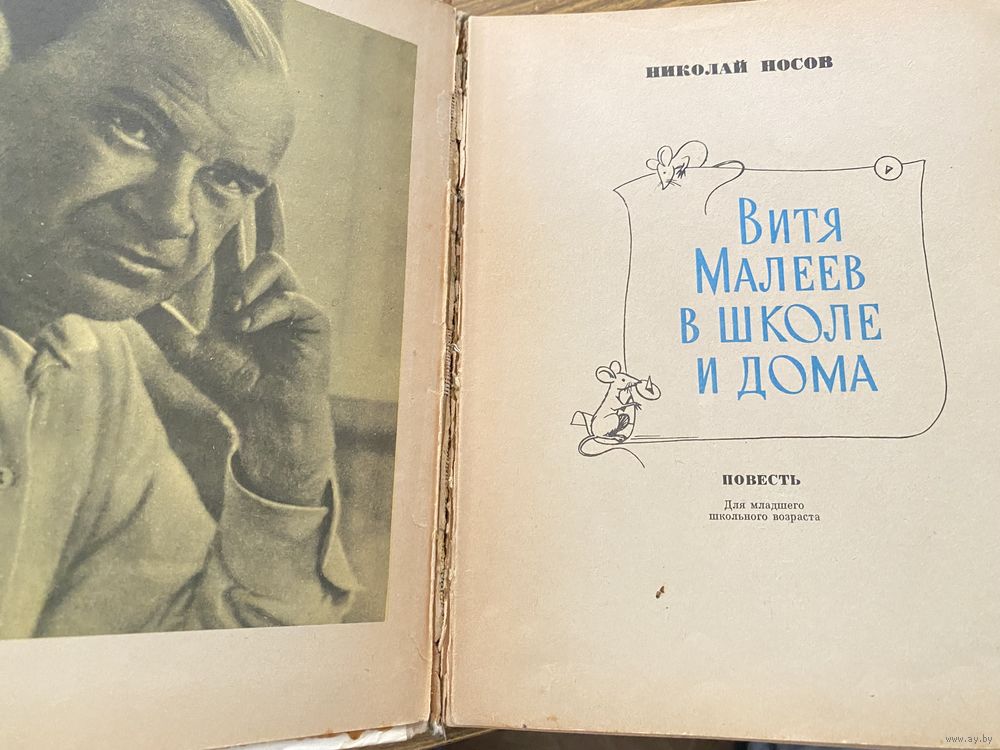 НИКОЛАЙ НОСОВ
ВИТЯ
МАЛЕЕВ
В ШКОЛЕ
И ДОМА
ПОВЕСТЬ
Для младшего
школьного возраста
www.ay.by